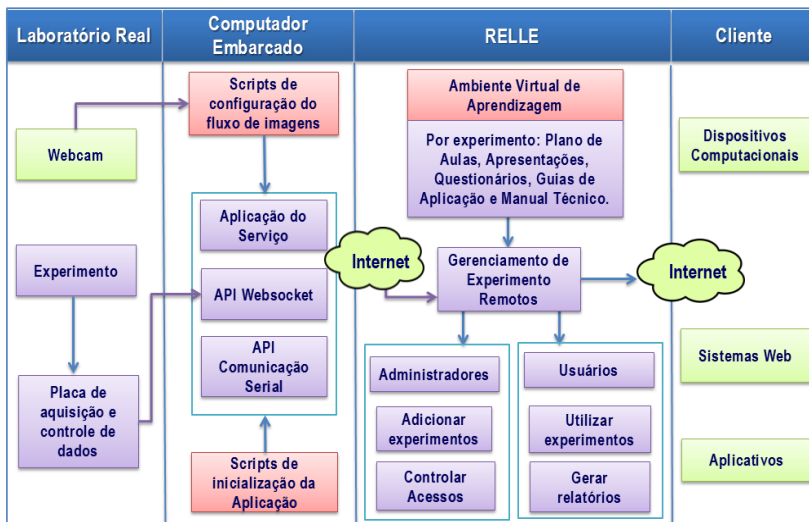 Laboratório Real
Computador
Embarcado
RELLE
Cliente
Webcam
Experimento
Placa de
aquisição e
controle de
dados
Scripts de
configuração do
fluxo de imagens
Aplicação do
Serviço
API Websocket
API
Comunicação
Serial
Scripts de
inicialização da
Aplicação
Internet
Ambiente Virtual de
Aprendizagem
Por experimento: Plano de
Aulas, Apresentações,
Questionários, Guias de
Aplicação e Manual Técnico.
Gerenciamento de
Experimento
Remotos
Administradores
Adicionar
experimentos
Controlar
Acessos
Usuários
Utilizar
experimentos
Gerar
relatórios
Internet
Dispositivos
Computacionais
Sistemas Web
Aplicativos